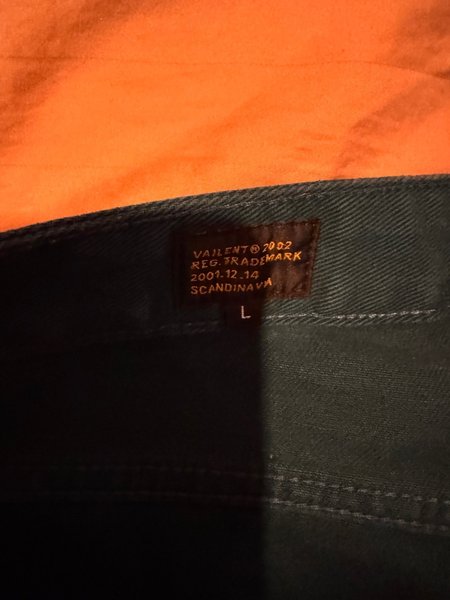 VAILENT® 2002
REG. TRADEMARK
2001.12.14
SCANDINAVIA
L